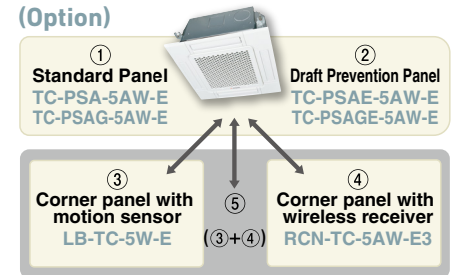 (Option)
①
Standard Panel
TC-PSA-5AW-E
TC-PSAG-5AW-E
②
Draft Prevention Panel
TC-PSAE-5AW-E
TC-PSAGE-5AW-E
③
Corner panel with
motion sensor
LB-TC-5W-E
⑤
(③+④)
④
Corner panel with
wireless receiver
RCN-TC-5AW-E3